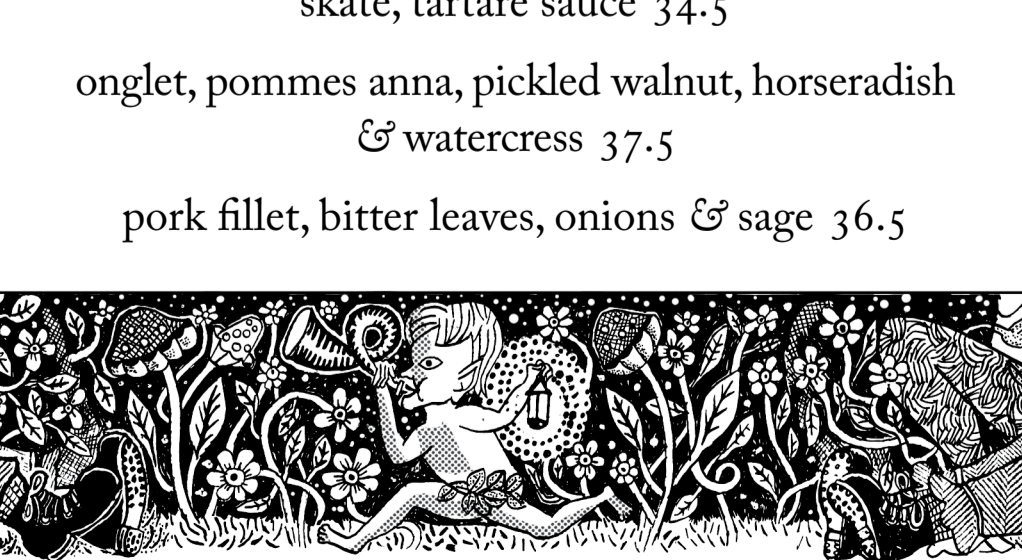 skate, tartare sauce 34.5
onglet, pommes anna, pickled walnut, horseradish
& watercress 37.5
pork fillet, bitter leaves, onions & sage 36.5